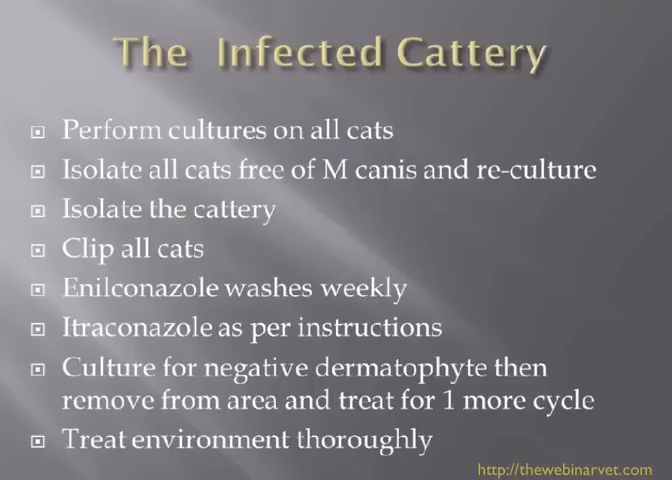 The Infected Cattery
Perform cultures on all cats
Isolate all cats free of M canis and re-culture
Isolate the cattery
Clip all cats
Enilconazole washes weekly
Itraconazole as per instructions
Culture for negative dermatophyte then
remove from area and treat for 1 more cycle
Treat environment thoroughly
http://thewebinarvet.com